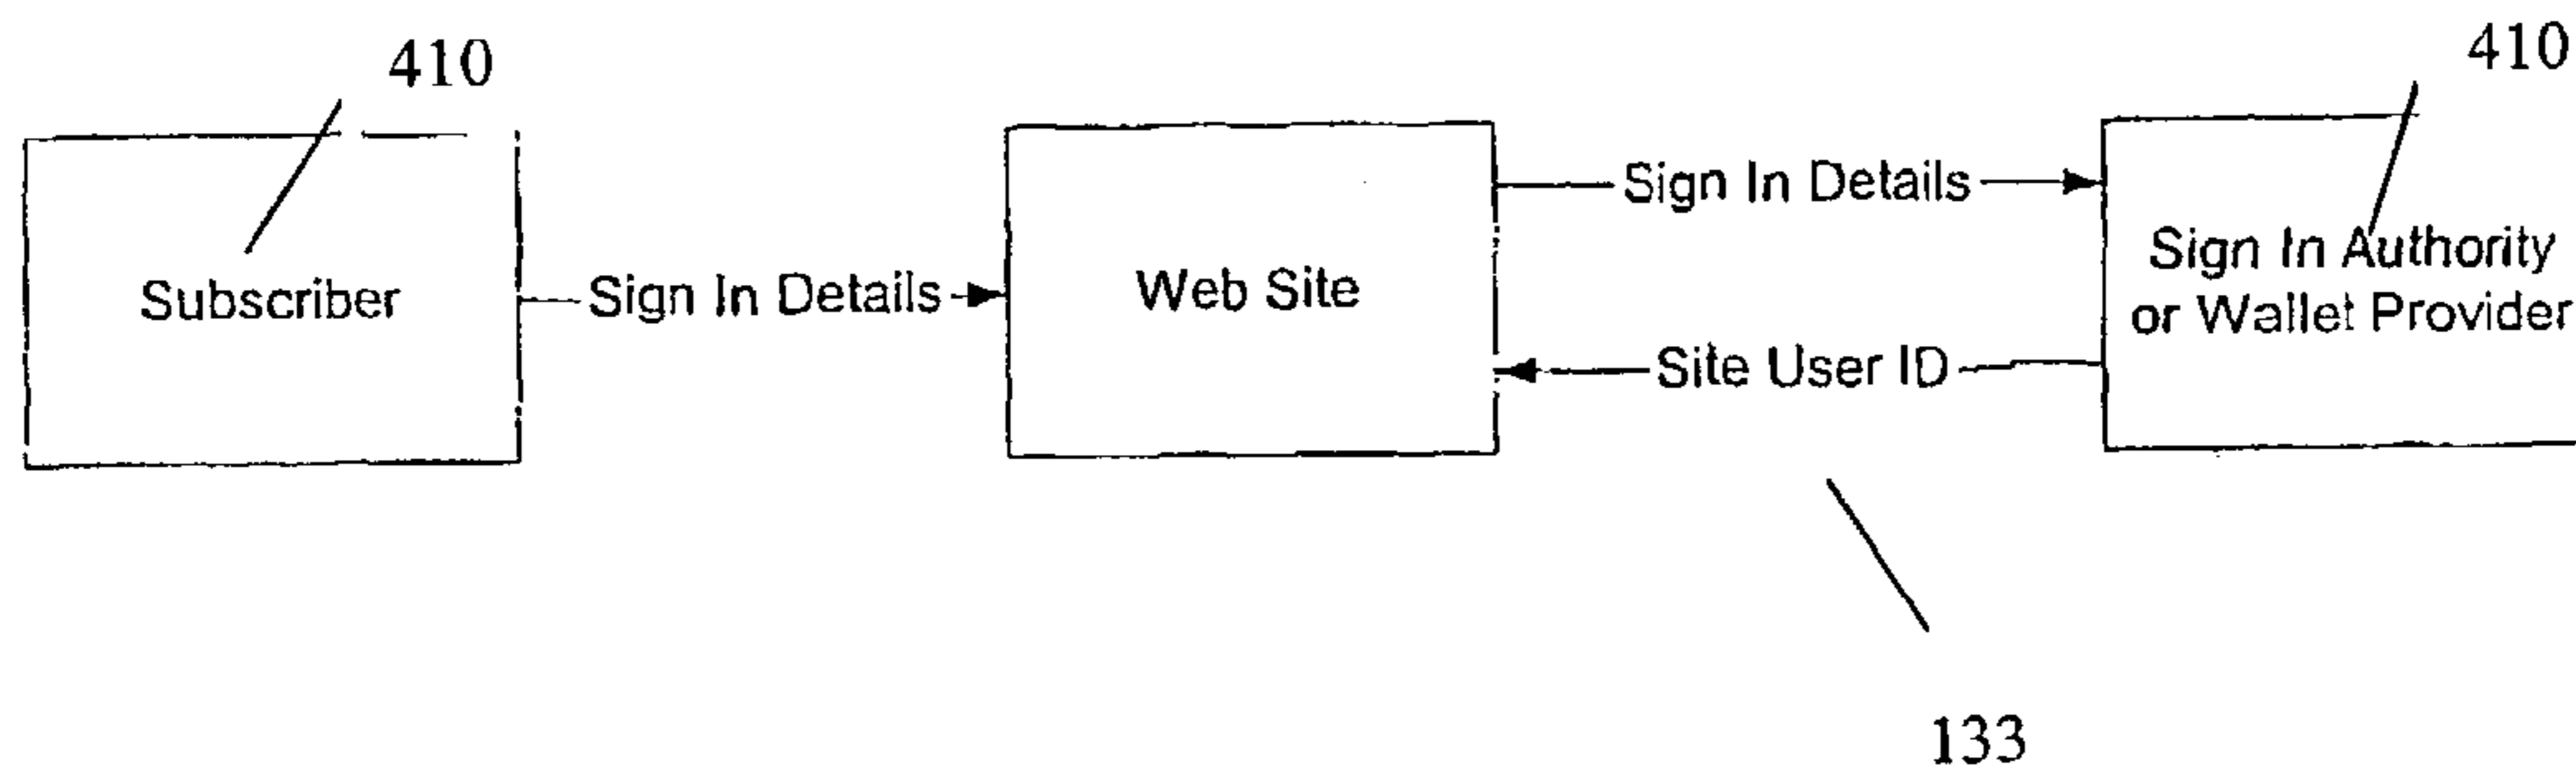 410
410
Subscriber
Sign In Details
Web Site
Sign In Details
Site User ID
Sign In Authority
or Wallet Provider
133